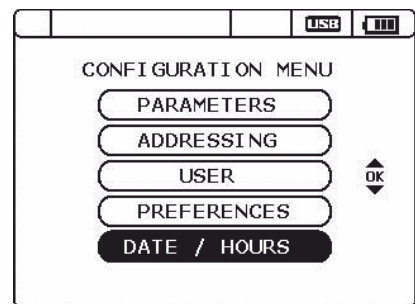 USB
CONFIGURATION MENU
PARAMETERS
ADDRESSING
USER
PREFERENCES
OK
DATE / HOURS